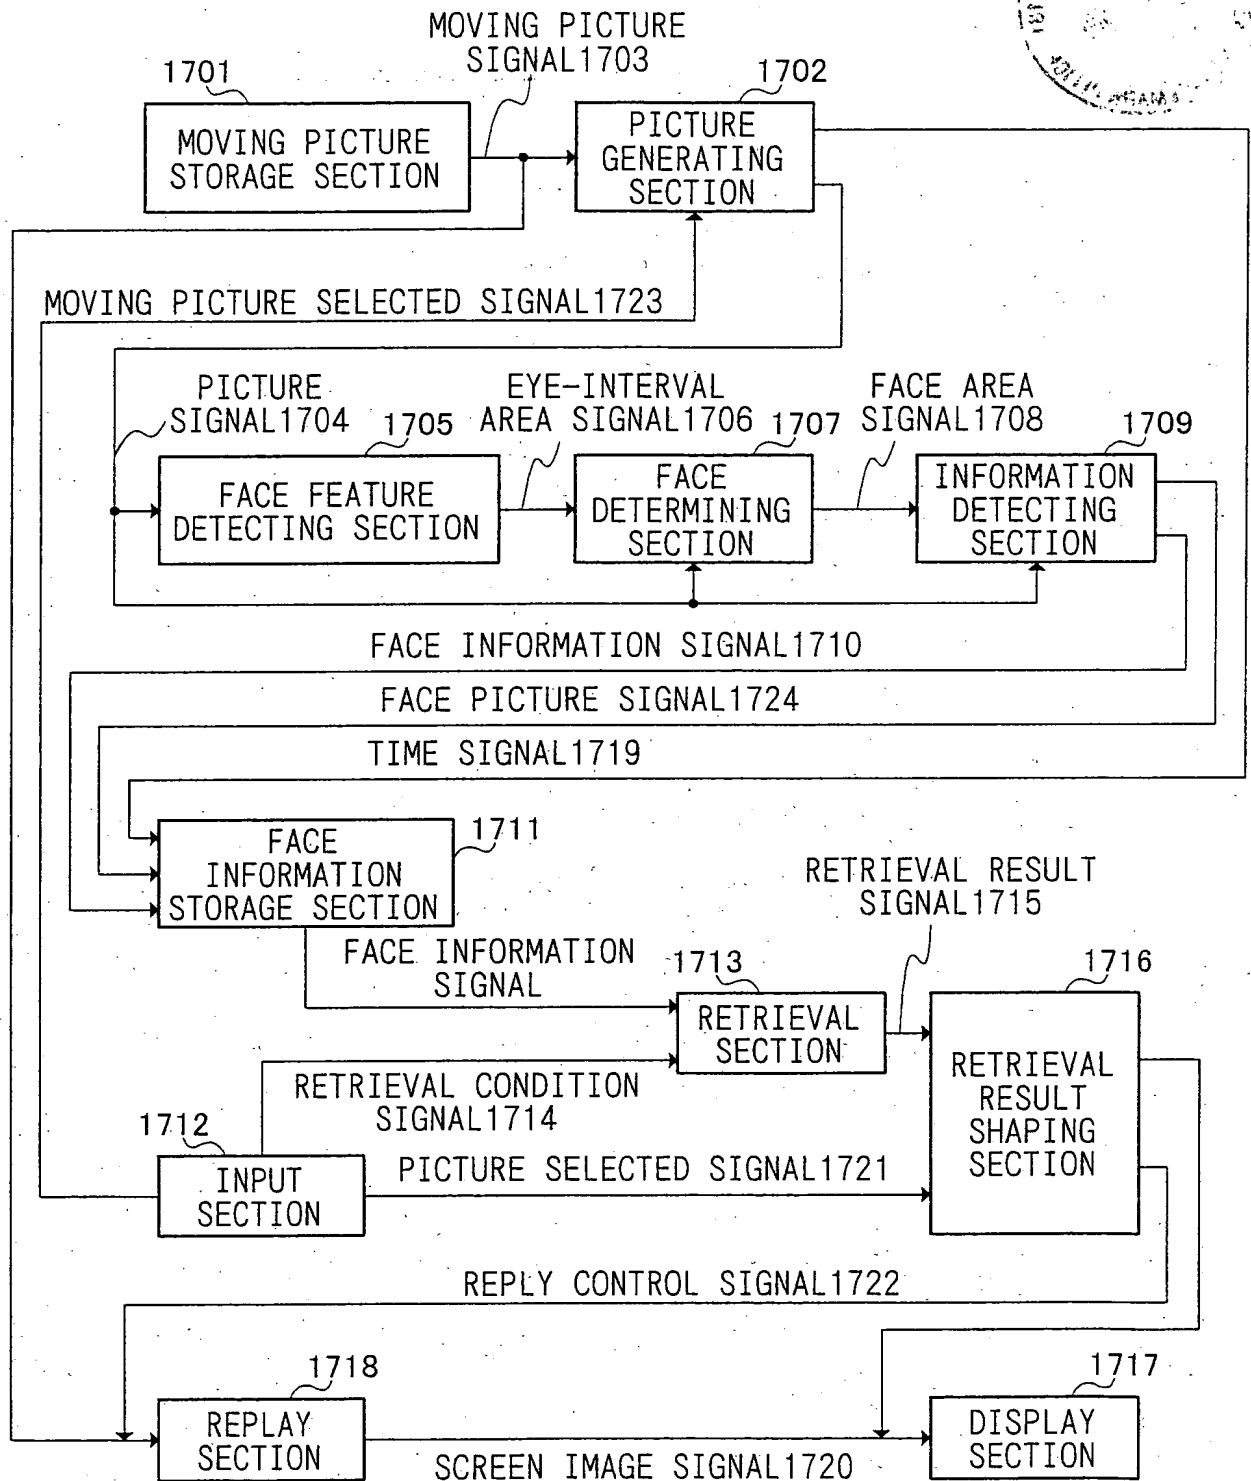 MOVING PICTURE
SIGNAL1703
1701
1702
MOVING PICTURE
STORAGE SECTION
PICTURE
GENERATING
SECTION
MOVING PICTURE SELECTED SIGNAL1723
PICTURE
SIGNAL1704
1705
EYE-INTERVAL
AREA SIGNAL1706
1707
FACE AREA
SIGNAL1708
1709
FACE FEATURE
DETECTING SECTION
FACE
DETERMINING
SECTION
INFORMATION
DETECTING
SECTION
FACE INFORMATION SIGNAL1710
FACE PICTURE SIGNAL1724
TIME SIGNAL1719
1711
FACE
INFORMATION
STORAGE SECTION
RETRIEVAL RESULT
SIGNAL1715
FACE INFORMATION
SIGNAL
1713
1716
RETRIEVAL
SECTION
RETRIEVAL
RESULT
SHAPING
SECTION
RETRIEVAL CONDITION
SIGNAL1714
1712
INPUT
SECTION
PICTURE SELECTED SIGNAL1721
REPLY CONTROL SIGNAL1722
1718
1717
REPLAY
SECTION
DISPLAY
SECTION
SCREEN IMAGE SIGNAL1720